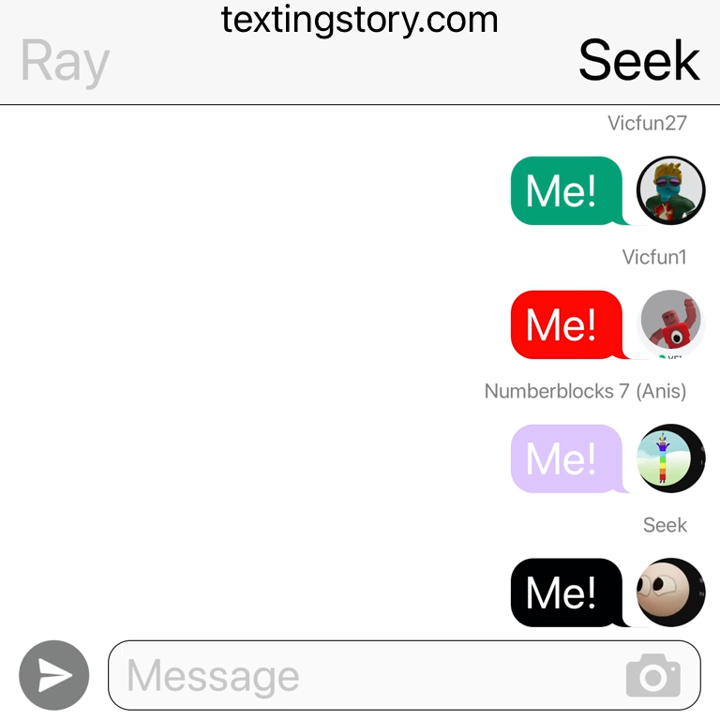 textingstory.com
Ray
Seek
Vicfun27
Me!
Vicfun1
Me!
Numberblocks 7 (Anis)
Me!
Seek
Me!
Message